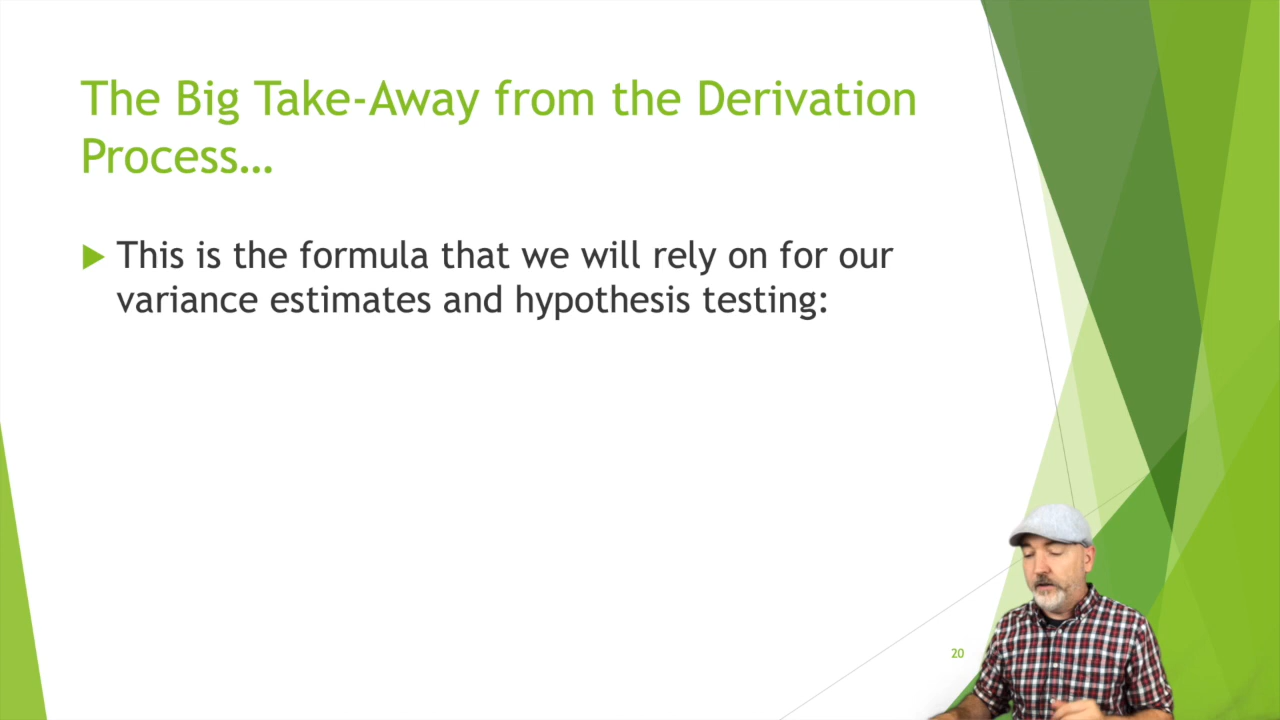 The Big Take-Away from the Derivation
Process…
This is the formula that we will rely on for our
variance estimates and hypothesis testing:
20